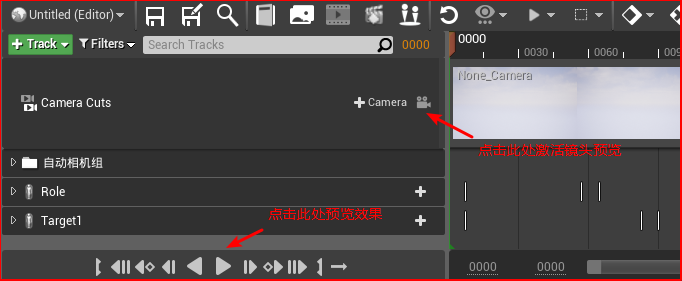 Untitled (Editor)
Track
Filters
Search Tracks
0000
0000
0030
0060
009
None_Camera
Camera Cuts
Camera
点击此处激活镜头预览
自动相机组
Role
点击此处预览效果
Target1
0000
0000